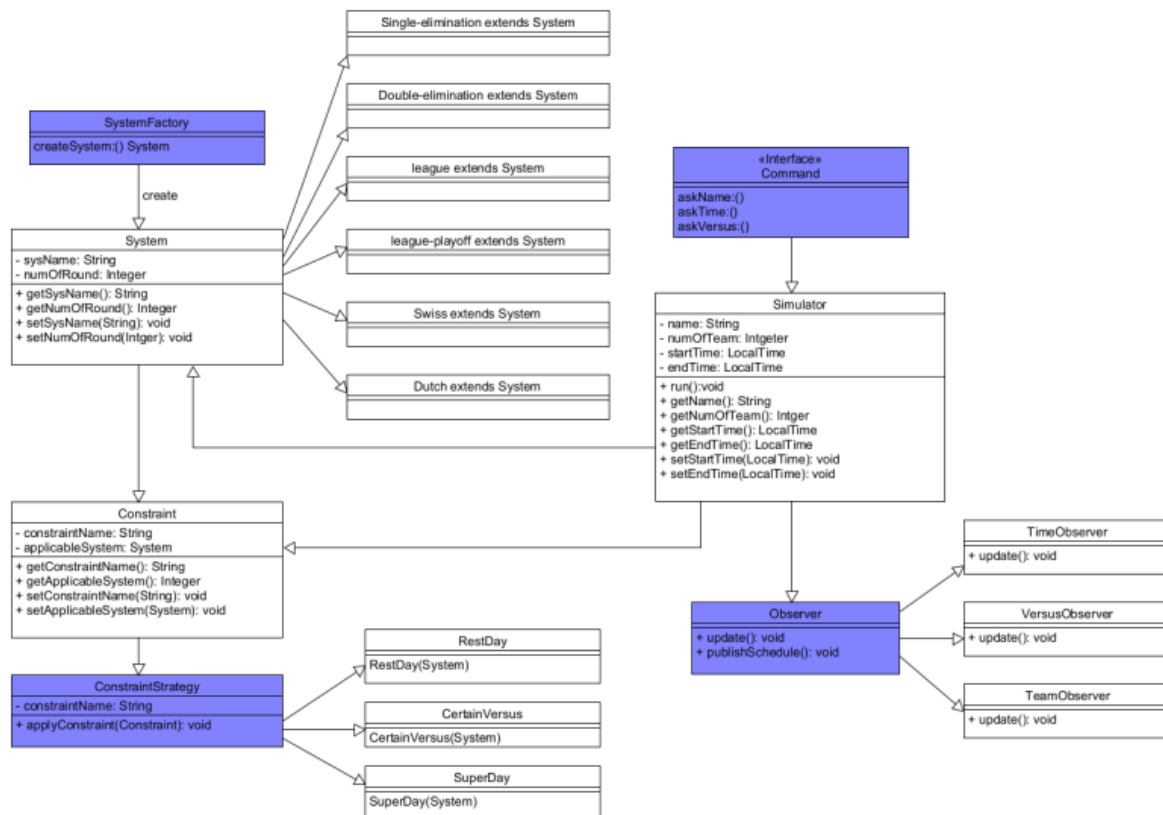 Single-elimination extends System
Double-elimination extends System
league extends System
league-playoff extends System
Swiss extends System
Dutch extends System
SystemFactory
createSystem:() System
create
System
- sysName: String
- numOfRound: Integer
+ getSysName(): String
+ getNumOfRound(): Integer
+ setSysName(String): void
+ setNumOfRound(Intger): void
«Interface»
Command
askName:()
askTime:()
askVersus:()
Simulator
- name: String
- numOfTeam: Intgeter
- startTime: LocalTime
- endTime: LocalTime
+ run():void
+ getName(): String
+ getNumOfTeam(): Intger
+ getStartTime(): LocalTime
+ getEndTime(): LocalTime
+ setStartTime(LocalTime): void
+ setEndTime(LocalTime): void
Constraint
- constraintName: String
- applicableSystem: System
+ getConstraintName(): String
+ getApplicableSystem(): Integer
+ setConstraintName(String): void
+ setApplicableSystem(System): void
ConstraintStrategy
- constraintName: String
+ applyConstraint(Constraint): void
RestDay
RestDay(System)
CertainVersus
CertainVersus(System)
SuperDay
SuperDay(System)
Observer
+ update(): void
+ publishSchedule(): void
TimeObserver
+ update(): void
VersusObserver
+ update(): void
TeamObserver
+ update(): void